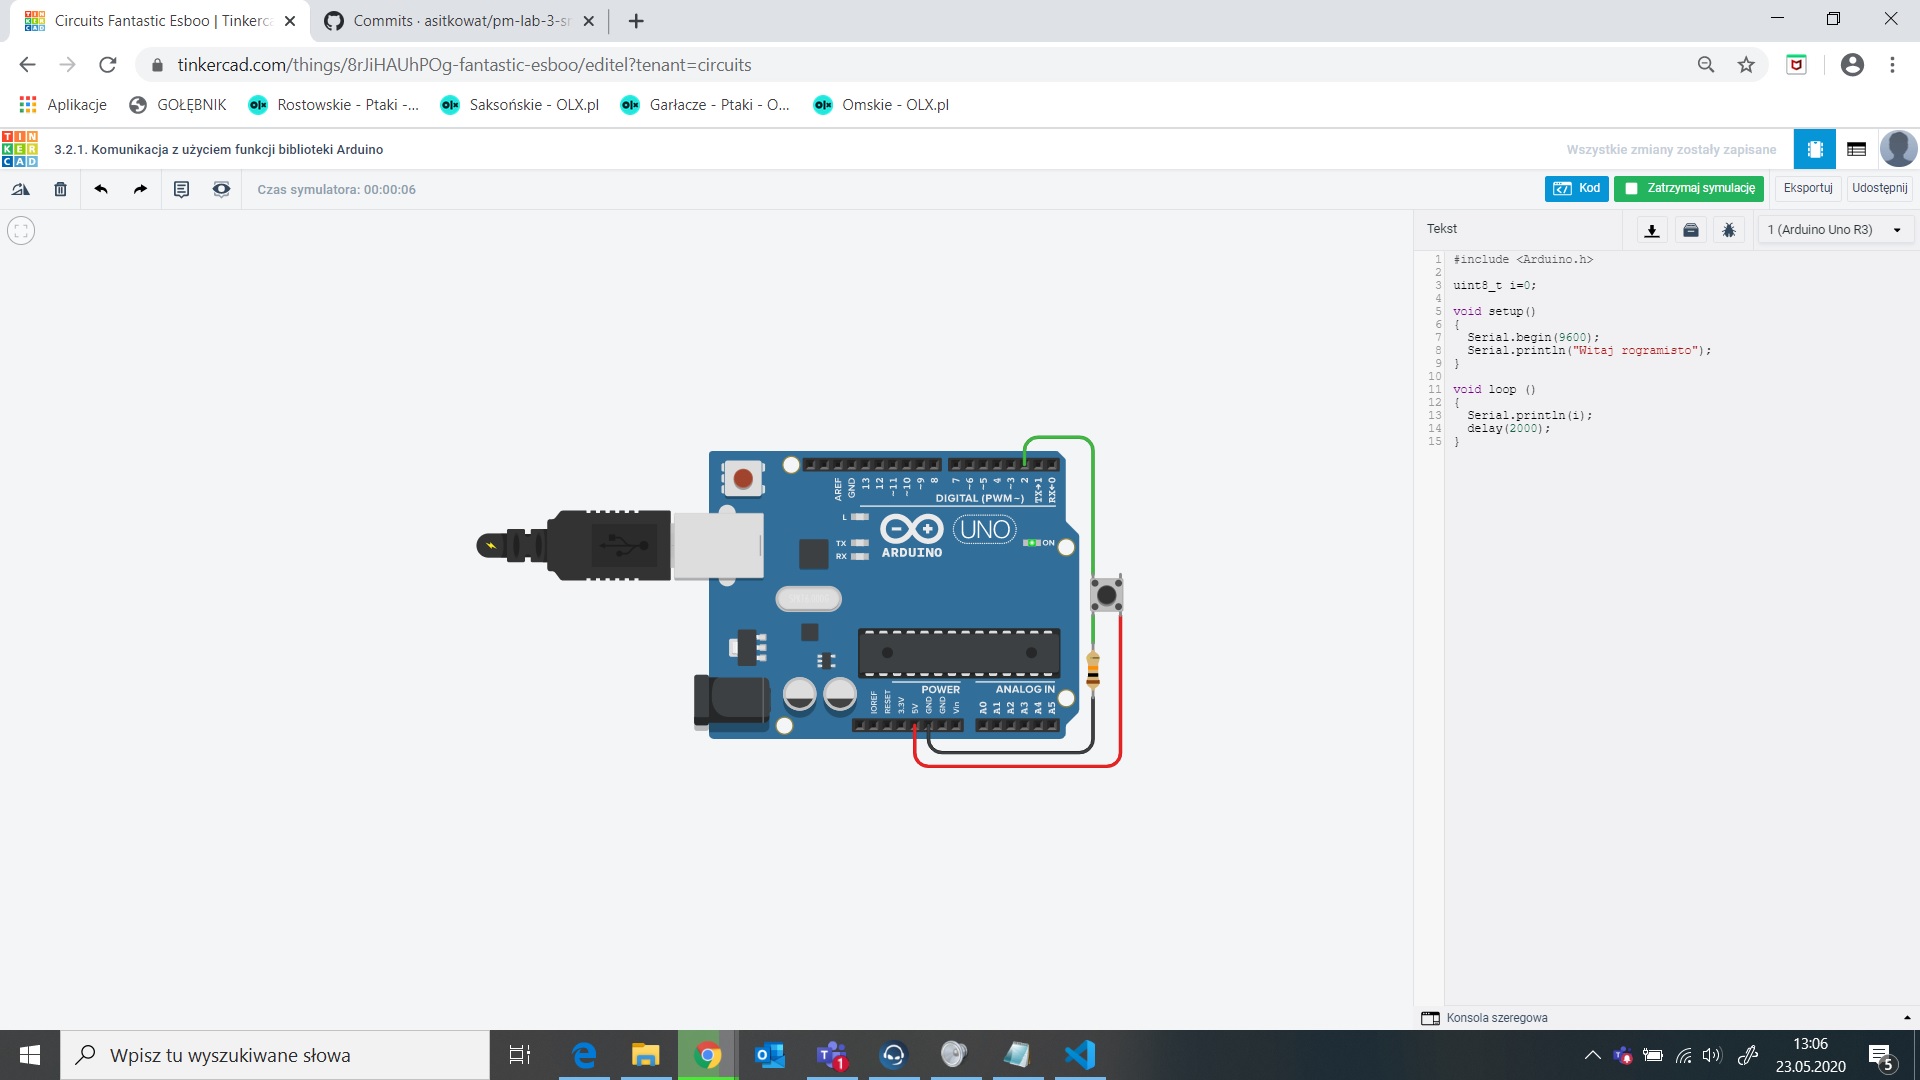 Circuits Fantastic Esboo | Tinkerca
Commits · asitkowat/pm-lab-3-sr
tinkercad.com/things/8rJiHAUhPOg-fantastic-esboo/editel?tenant=circuits
Aplikacje
GOŁĘBNIK
Rostowskie - Ptaki -...
Saksońskie - OLX.pl
Garłacze - Ptaki - O...
Omskie - OLX.pl
TIN
KER
CAD
3.2.1. Komunikacja z użyciem funkcji biblioteki Arduino
Wszystkie zmiany zostały zapisane
Czas symulatora: 00:00:06
Kod
Zatrzymaj symulację
Eksportuj
Udostępnij
Tekst
1 (Arduino Uno R3)
1 #include <Arduino.h>
2
3 uint8_t i=0;
4
5 void setup()
6 {
7 Serial.begin(9600);
8 Serial.println("Witaj rogramisto");
9 }
10
11 void loop ()
12 {
13 Serial.println(i);
14 delay(2000);
15 }
AREF GND 13 12 ~11 ~10 ~9 8 7 ~6 ~5 4 ~3 2 TX→1 RX←0
DIGITAL (PWM~)
L
TX
RX
UNO
ON
ARDUINO
POWER
ANALOG IN
IOREF RESET 3.3V 5V GND GND Vin A0 A1 A2 A3 A4 A5
Konsola szeregowa
Wpisz tu wyszukiwane słowa
1
13:06
23.05.2020
5